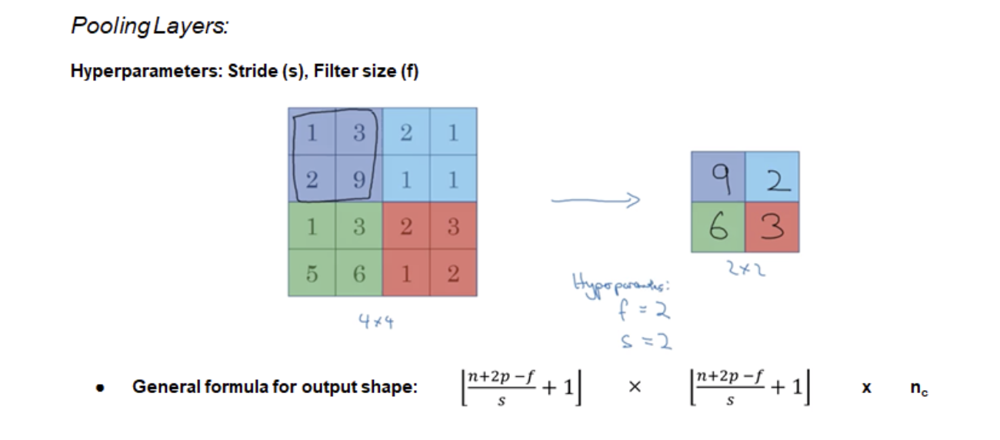 Pooling Layers:
Hyperparameters: Stride (s), Filter size (f)
1 3 2 1
2 9 1 1
1 3 2 3
5 6 1 2
4×4
9 2
6 3
2×2
f = 2
s = 2
• General formula for output shape: ⌊(n+2p−f)/s + 1⌋ × ⌊(n+2p−f)/s + 1⌋ x n_c